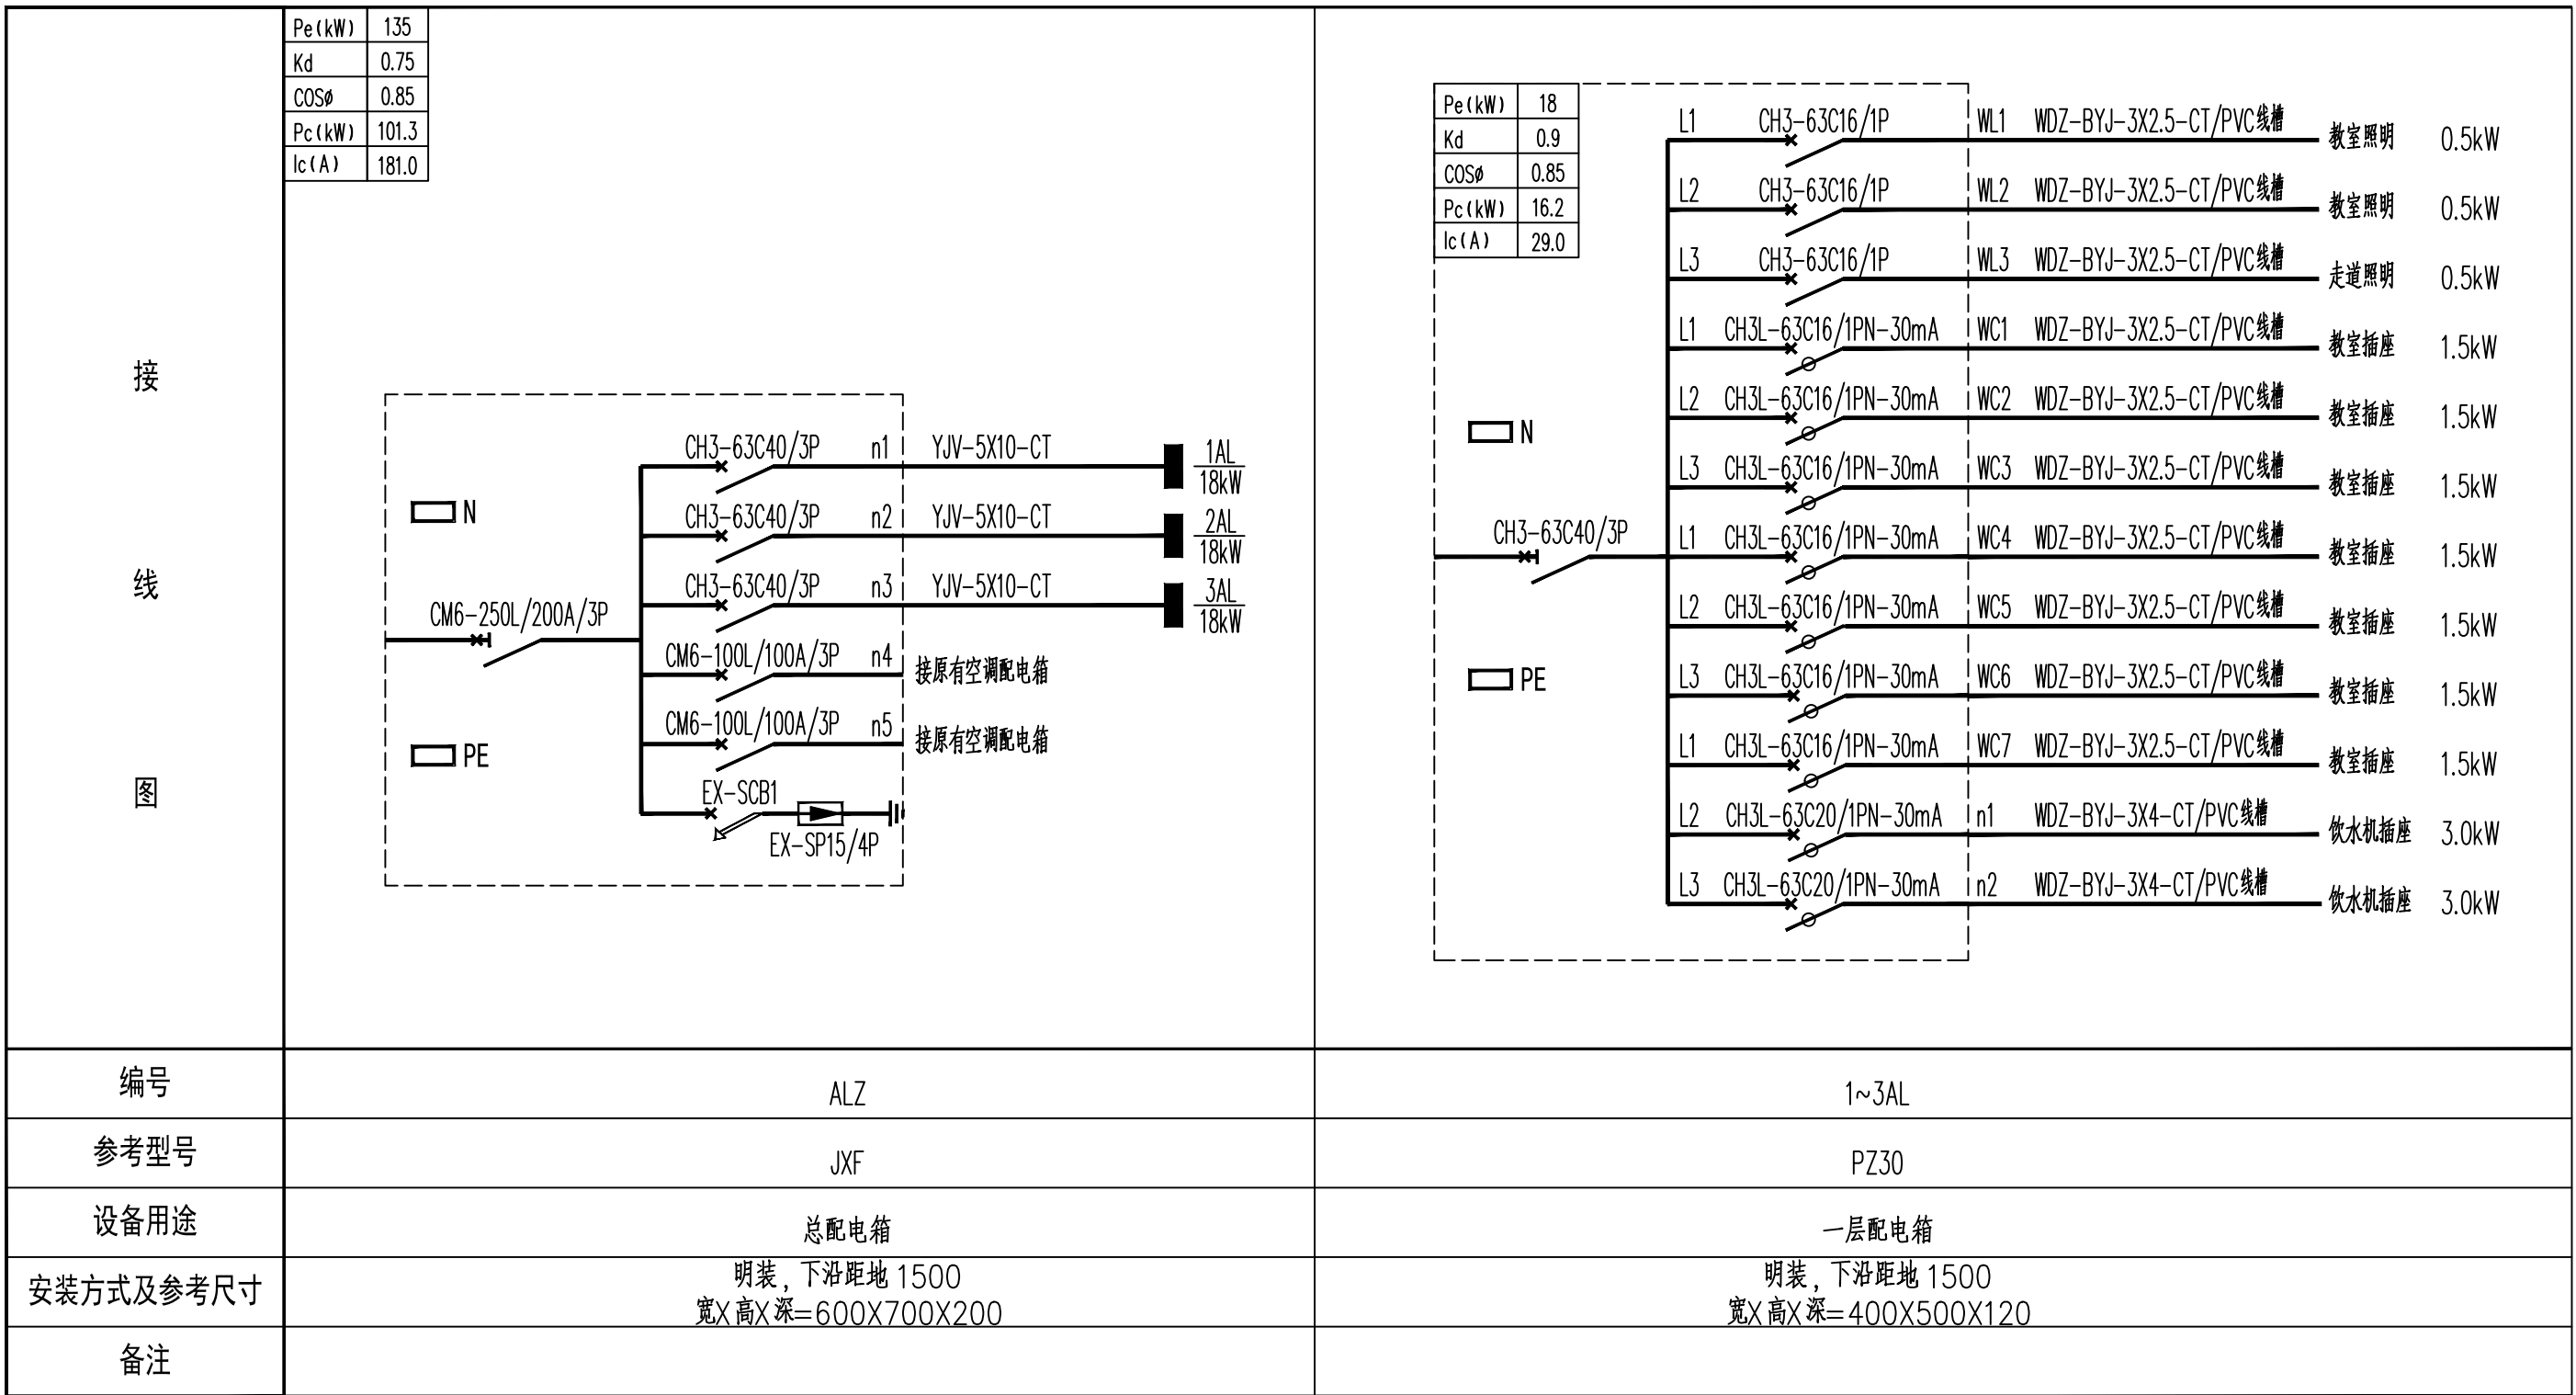 接
线
图
Pe(kW) 135
Kd 0.75
COSø 0.85
Pc(kW) 101.3
Ic(A) 181.0
N
PE
CM6-250L/200A/3P
CH3-63C40/3P n1 YJV-5X10-CT 1AL 18kW
CH3-63C40/3P n2 YJV-5X10-CT 2AL 18kW
CH3-63C40/3P n3 YJV-5X10-CT 3AL 18kW
CM6-100L/100A/3P n4 接原有空调配电箱
CM6-100L/100A/3P n5 接原有空调配电箱
EX-SCB1
EX-SP15/4P
Pe(kW) 18
Kd 0.9
COSø 0.85
Pc(kW) 16.2
Ic(A) 29.0
N
PE
CH3-63C40/3P
L1 CH3-63C16/1P WL1 WDZ-BYJ-3X2.5-CT/PVC线槽 教室照明 0.5kW
L2 CH3-63C16/1P WL2 WDZ-BYJ-3X2.5-CT/PVC线槽 教室照明 0.5kW
L3 CH3-63C16/1P WL3 WDZ-BYJ-3X2.5-CT/PVC线槽 走道照明 0.5kW
L1 CH3L-63C16/1PN-30mA WC1 WDZ-BYJ-3X2.5-CT/PVC线槽 教室插座 1.5kW
L2 CH3L-63C16/1PN-30mA WC2 WDZ-BYJ-3X2.5-CT/PVC线槽 教室插座 1.5kW
L3 CH3L-63C16/1PN-30mA WC3 WDZ-BYJ-3X2.5-CT/PVC线槽 教室插座 1.5kW
L1 CH3L-63C16/1PN-30mA WC4 WDZ-BYJ-3X2.5-CT/PVC线槽 教室插座 1.5kW
L2 CH3L-63C16/1PN-30mA WC5 WDZ-BYJ-3X2.5-CT/PVC线槽 教室插座 1.5kW
L3 CH3L-63C16/1PN-30mA WC6 WDZ-BYJ-3X2.5-CT/PVC线槽 教室插座 1.5kW
L1 CH3L-63C16/1PN-30mA WC7 WDZ-BYJ-3X2.5-CT/PVC线槽 教室插座 1.5kW
L2 CH3L-63C20/1PN-30mA n1 WDZ-BYJ-3X4-CT/PVC线槽 饮水机插座 3.0kW
L3 CH3L-63C20/1PN-30mA n2 WDZ-BYJ-3X4-CT/PVC线槽 饮水机插座 3.0kW
编号 ALZ 1~3AL
参考型号 JXF PZ30
设备用途 总配电箱 一层配电箱
安装方式及参考尺寸
明装, 下沿距地1500
宽X高X深=600X700X200
明装, 下沿距地1500
宽X高X深=400X500X120
备注